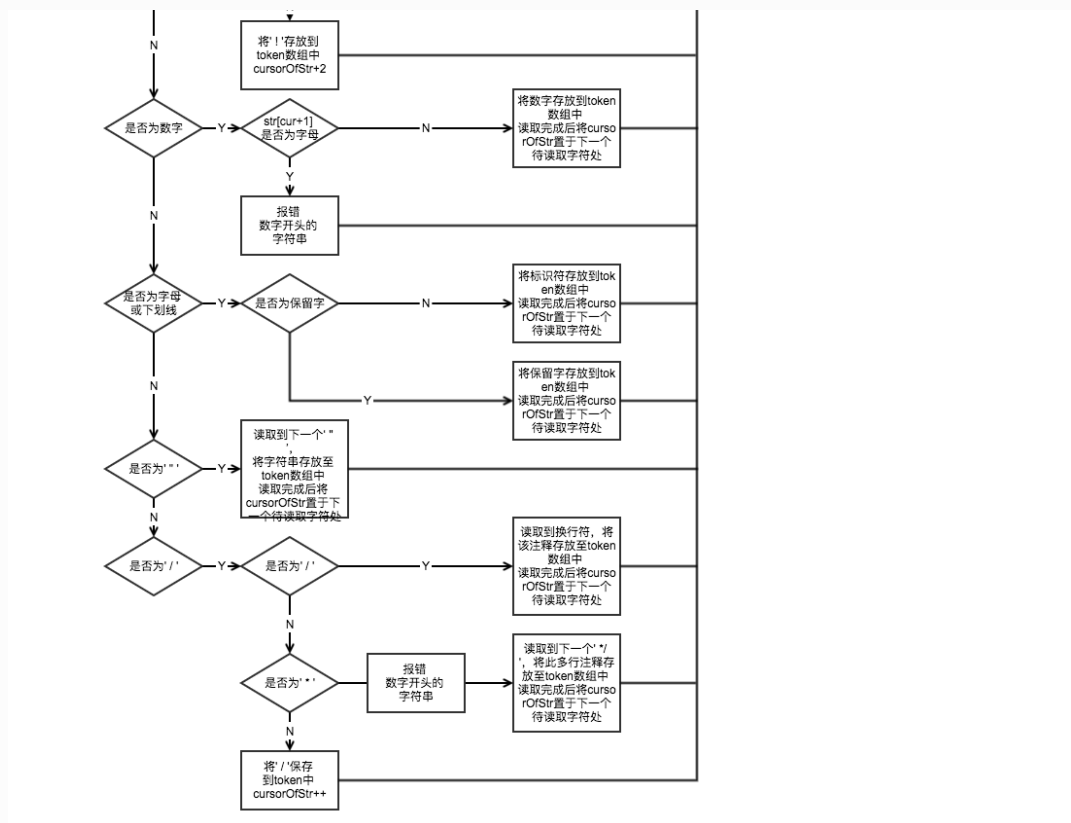 N
将' ! '存放到
token数组中
cursorOfStr+2
是否为数字
Y
str[cur+1]
是否为字母
N
将数字存放到token
数组中
读取完成后将curso
rOfStr置于下一个
待读取字符处
Y
报错
数字开头的
字符串
N
是否为字母
或下划线
Y
是否为保留字
N
将标识符存放到tok
en数组中
读取完成后将curso
rOfStr置于下一个
待读取字符处
Y
将保留字存放到tok
en数组中
读取完成后将curso
rOfStr置于下一个
待读取字符处
N
是否为' " '
Y
读取到下一个' "
',
将字符串存放至
token数组中
读取完成后将
cursorOfStr置于下
一个待读取字符处
N
是否为' / '
Y
是否为' / '
Y
读取到换行符，将
该注释存放至token
数组中
读取完成后将curso
rOfStr置于下一个
待读取字符处
N
是否为' * '
报错
数字开头的
字符串
读取到下一个' */
'，将此多行注释存
放至token数组中
读取完成后将curso
rOfStr置于下一个
待读取字符处
N
将' / '保存
到token中
cursorOfStr++